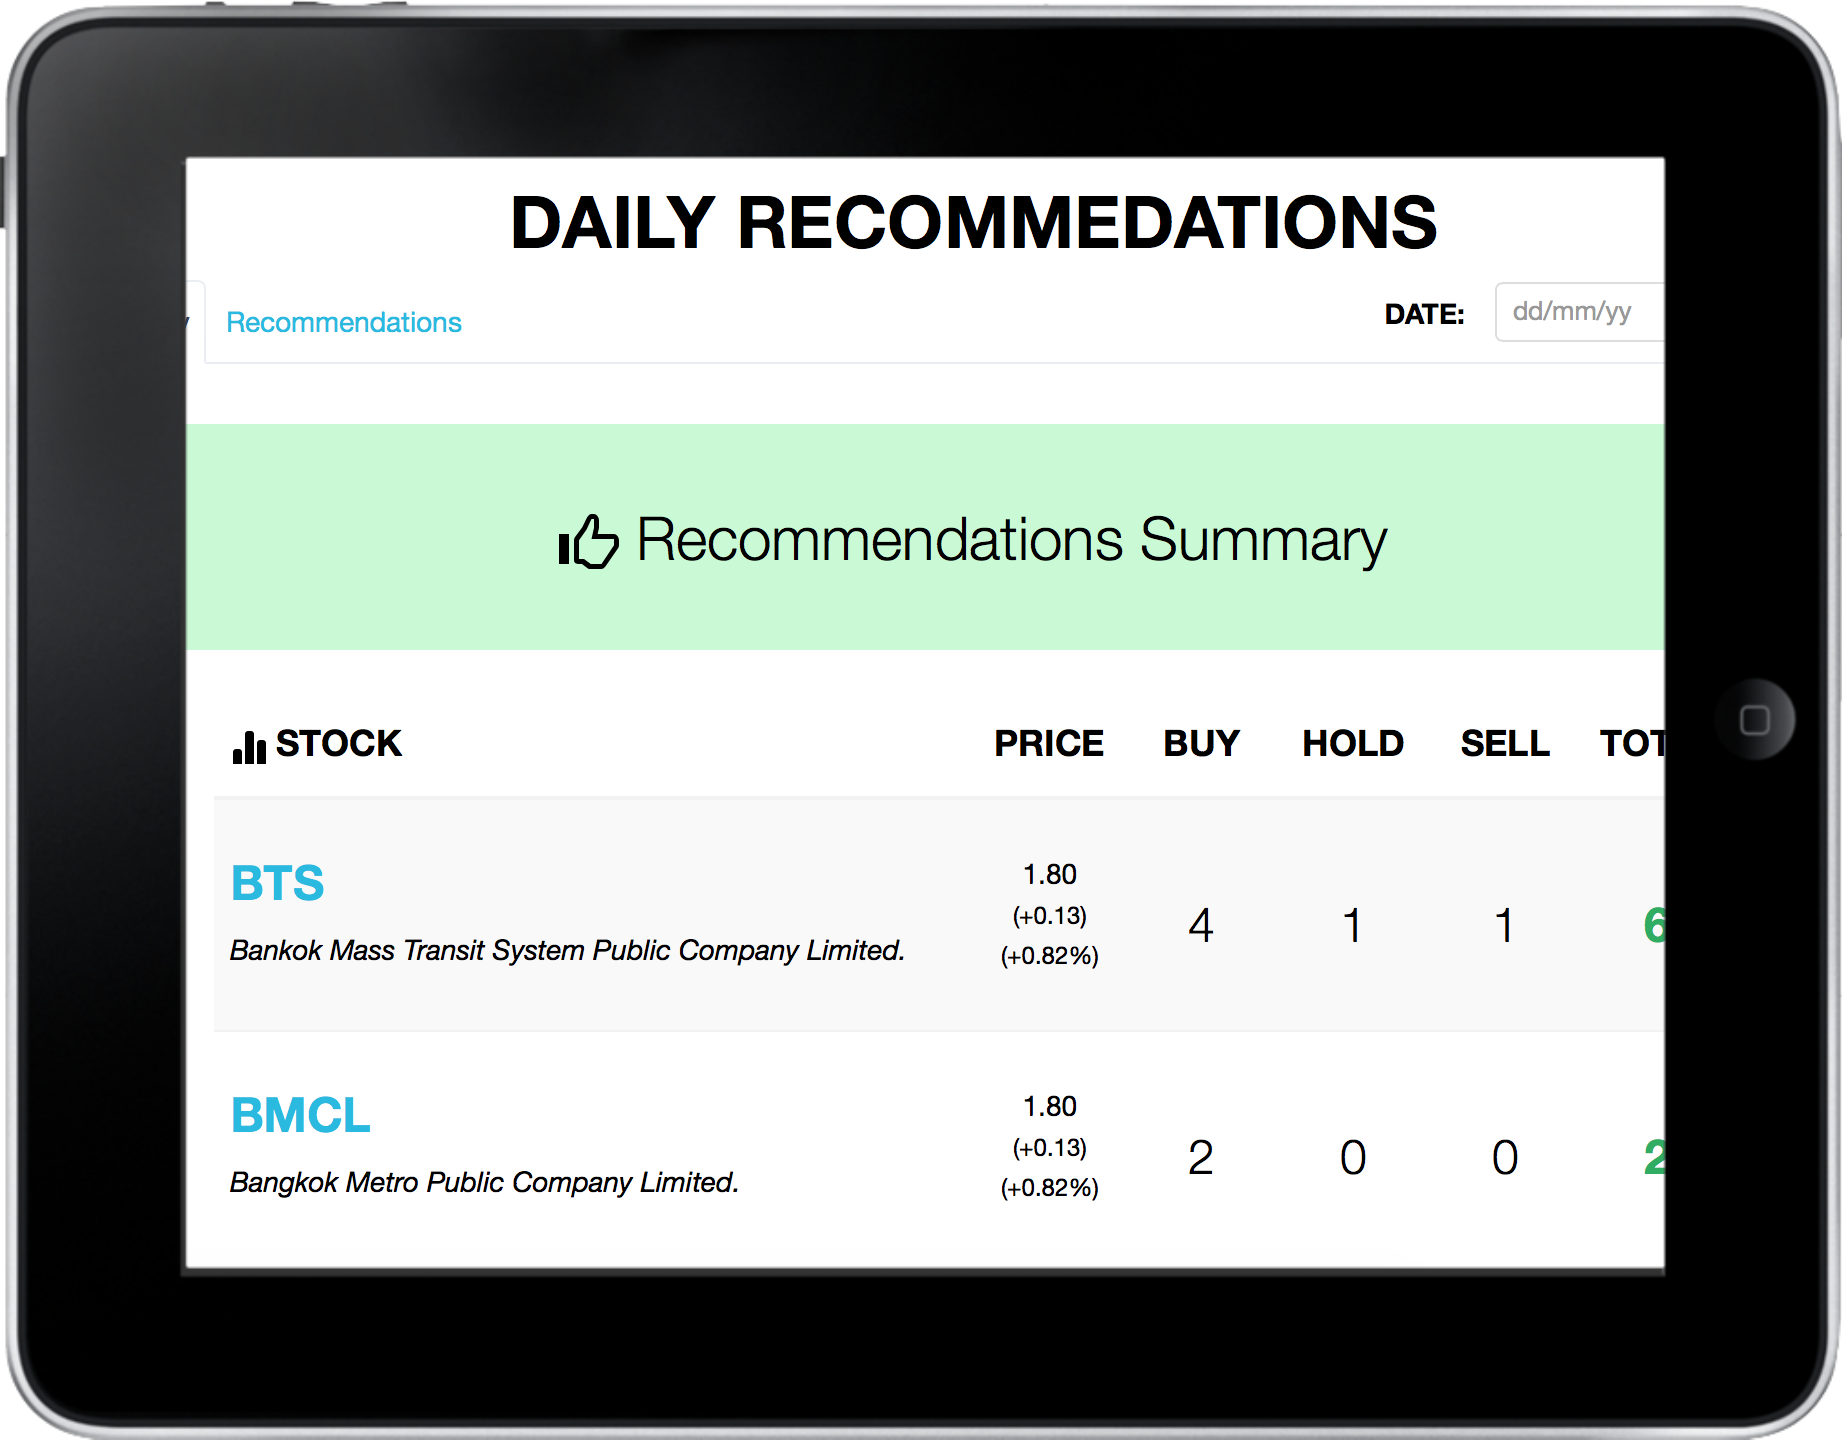 DAILY RECOMMEDATIONS
Recommendations
DATE: dd/mm/yy
Recommendations Summary
STOCK PRICE BUY HOLD SELL TOT
BTS
Bankok Mass Transit System Public Company Limited.
1.80
(+0.13)
(+0.82%)
4 1 1 6
BMCL
Bangkok Metro Public Company Limited.
1.80
(+0.13)
(+0.82%)
2 0 0 2